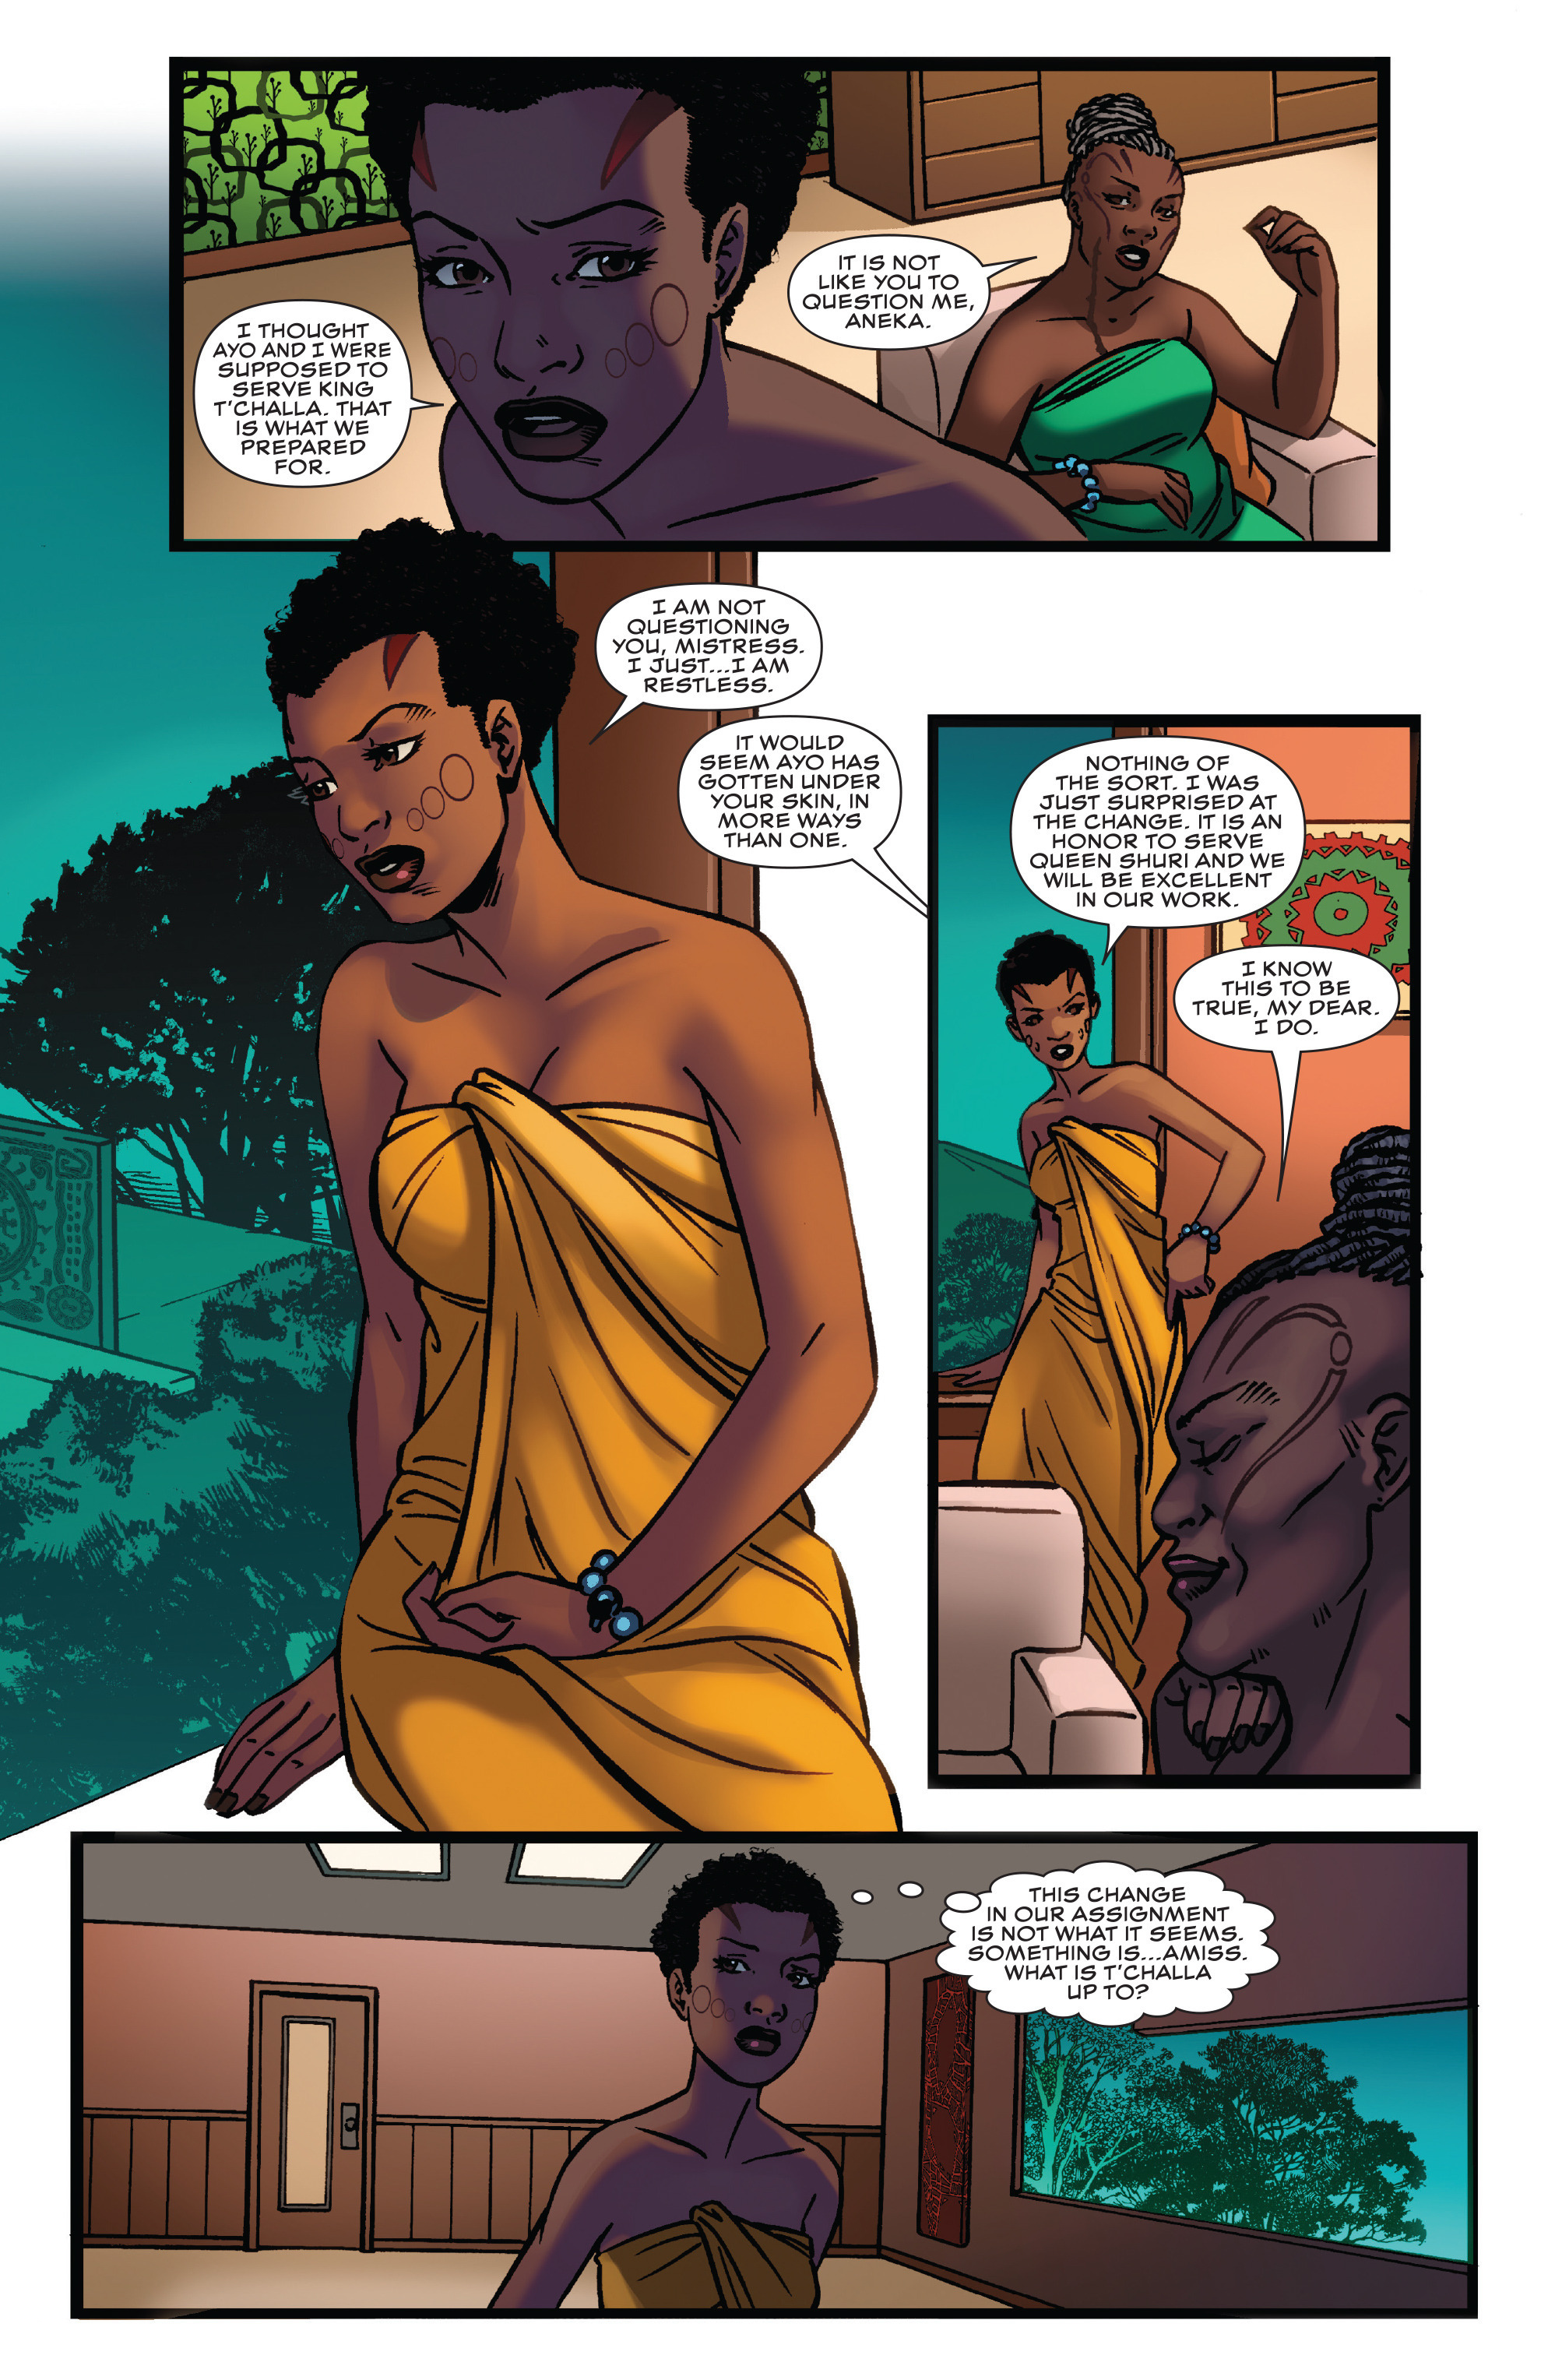 I THOUGHT
AYO AND I WERE
SUPPOSED TO
SERVE KING
T'CHALLA. THAT
IS WHAT WE
PREPARED
FOR.
IT IS NOT
LIKE YOU TO
QUESTION ME,
ANEKA.
I AM NOT
QUESTIONING
YOU, MISTRESS.
I JUST...I AM
RESTLESS.
IT WOULD
SEEM AYO HAS
GOTTEN UNDER
YOUR SKIN, IN
MORE WAYS
THAN ONE.
NOTHING OF
THE SORT. I WAS
JUST SURPRISED AT
THE CHANGE. IT IS AN
HONOR TO SERVE
QUEEN SHURI AND WE
WILL BE EXCELLENT
IN OUR WORK.
I KNOW
THIS TO BE
TRUE, MY DEAR.
I DO.
THIS CHANGE
IN OUR ASSIGNMENT
IS NOT WHAT IT SEEMS.
SOMETHING IS...AMISS.
WHAT IS T'CHALLA
UP TO?